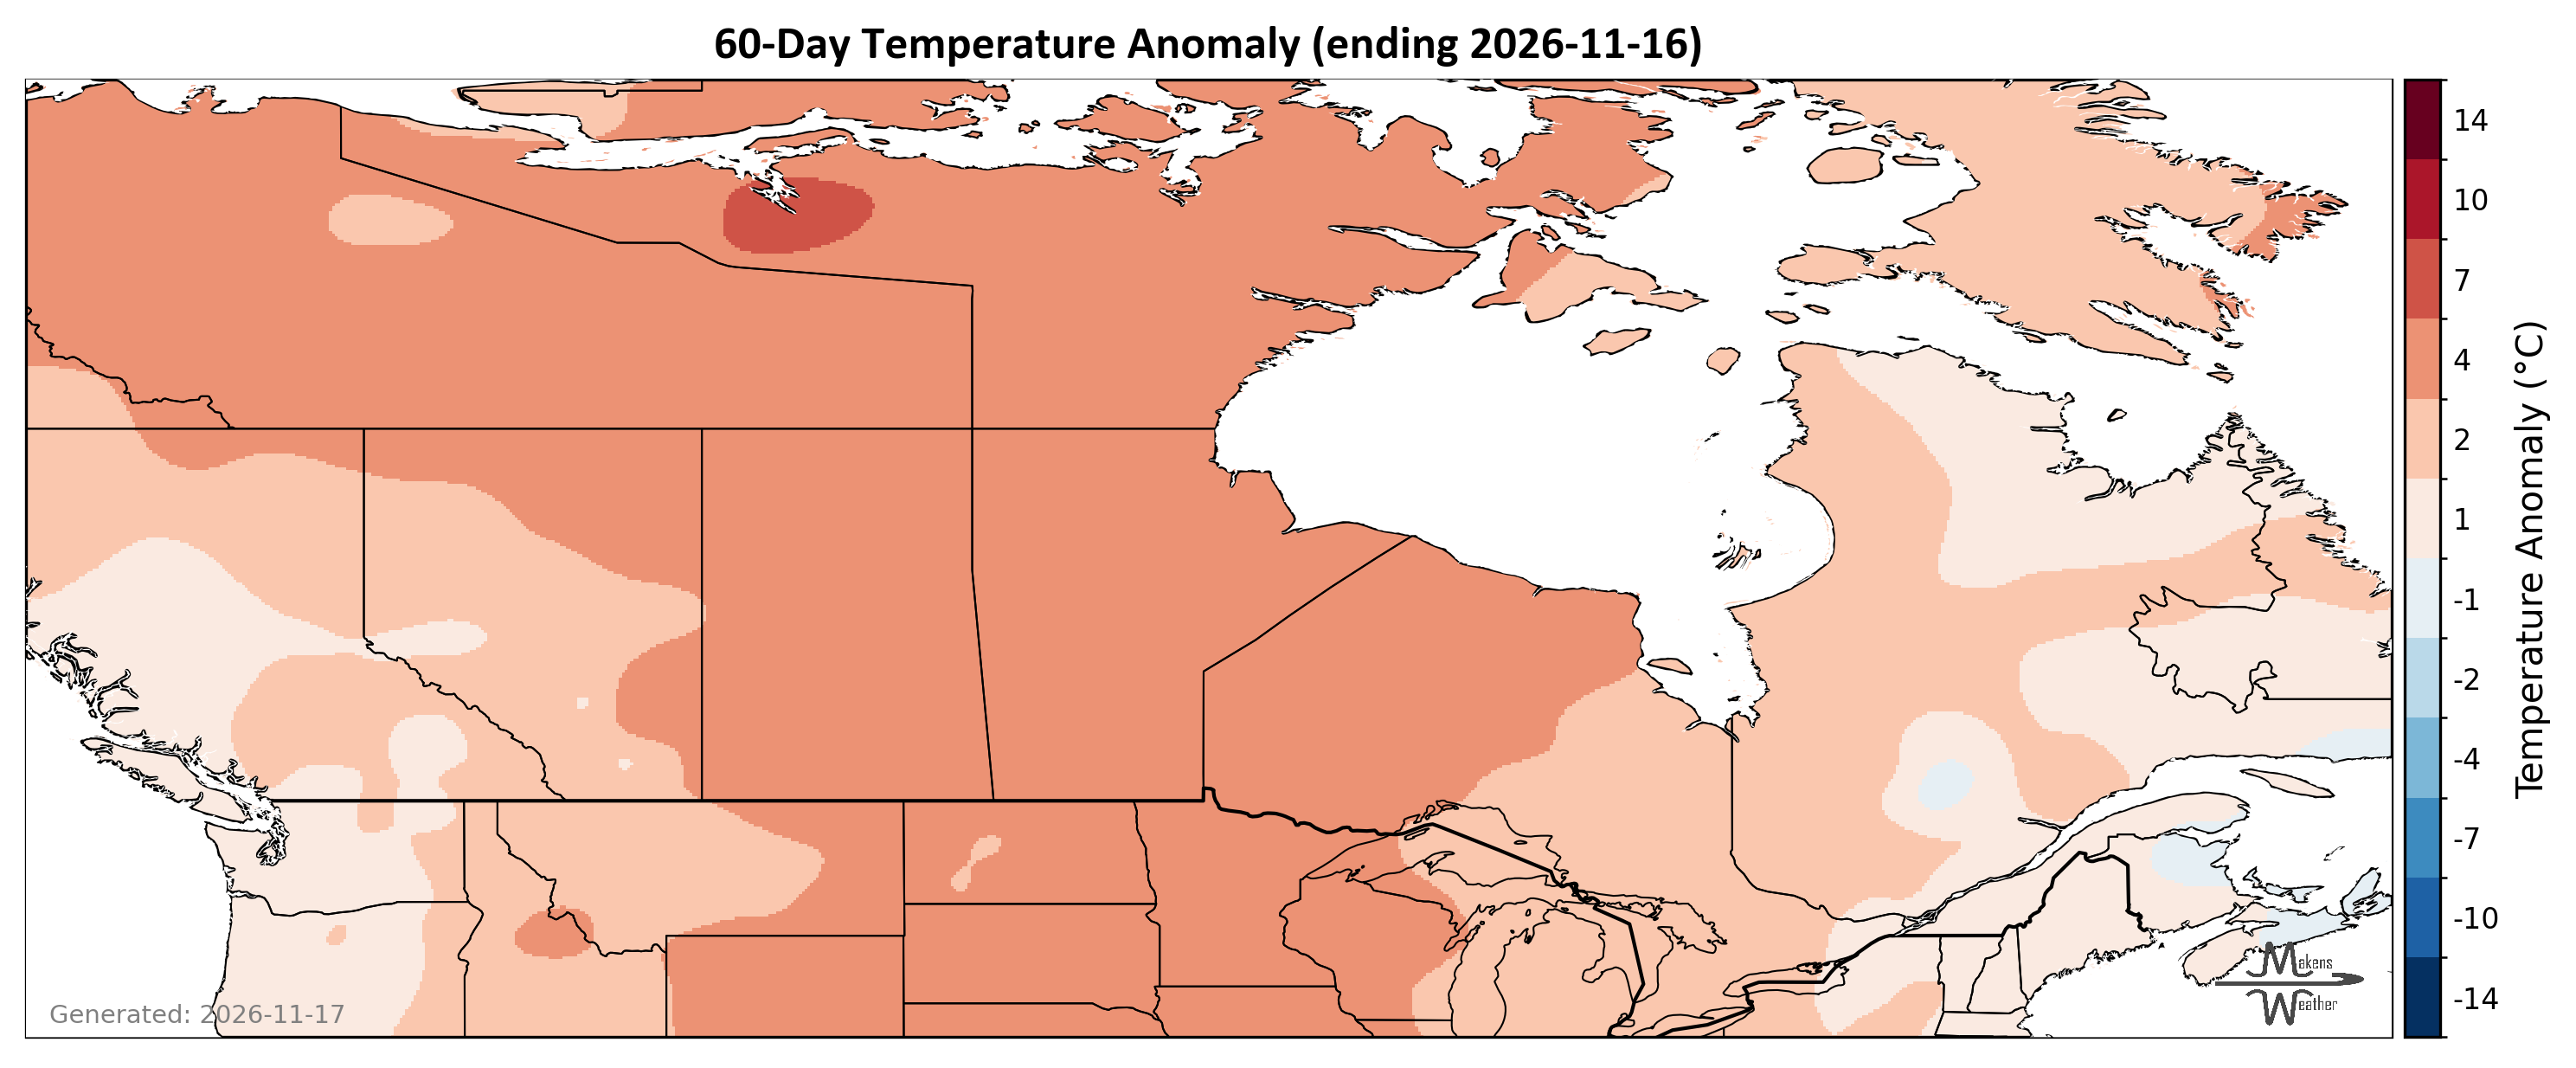 60-Day Temperature Anomaly (ending 2026-11-16)
14
10
7
4
2
1
-1
-2
-4
-7
-10
-14
Temperature Anomaly (°C)
Generated: 2026-11-17
Makens
Weather